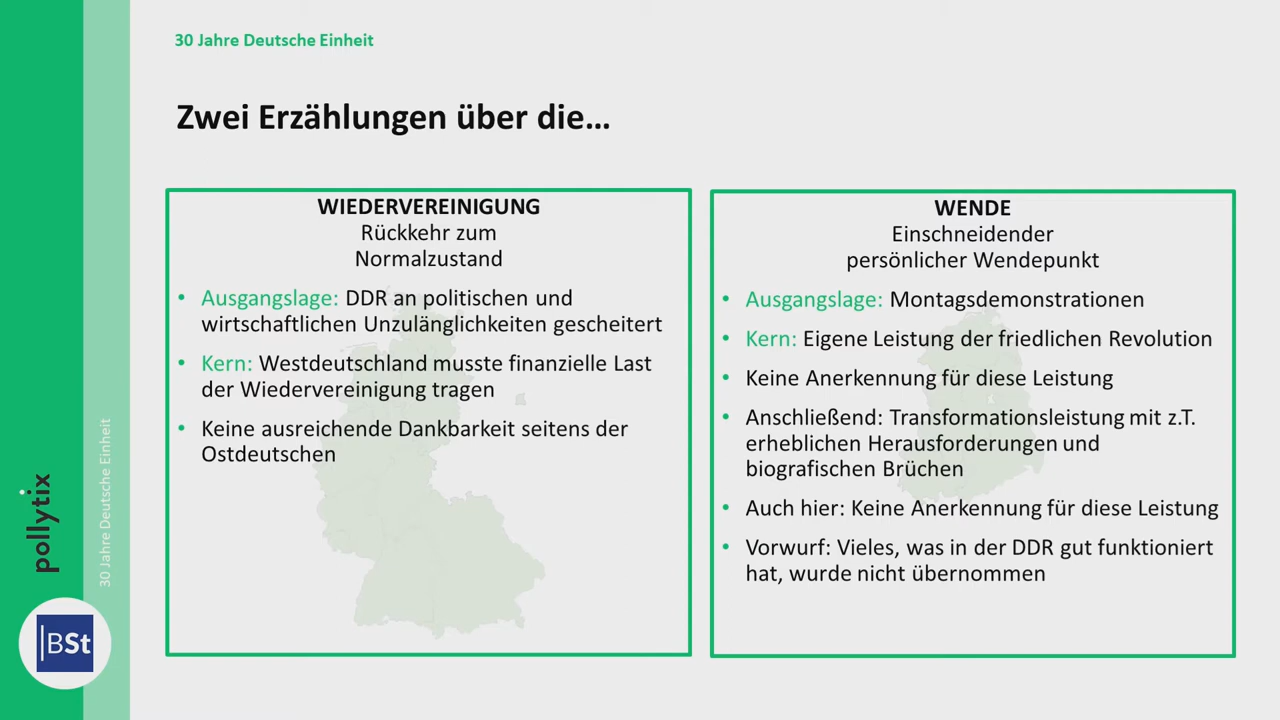 30 Jahre Deutsche Einheit
Zwei Erzählungen über die...
WIEDERVEREINIGUNG
Rückkehr zum
Normalzustand
• Ausgangslage: DDR an politischen und
wirtschaftlichen Unzulänglichkeiten gescheitert
• Kern: Westdeutschland musste finanzielle Last
der Wiedervereinigung tragen
• Keine ausreichende Dankbarkeit seitens der
Ostdeutschen
WENDE
Einschneidender
persönlicher Wendepunkt
• Ausgangslage: Montagsdemonstrationen
• Kern: Eigene Leistung der friedlichen Revolution
• Keine Anerkennung für diese Leistung
• Anschließend: Transformationsleistung mit z.T.
erheblichen Herausforderungen und
biografischen Brüchen
• Auch hier: Keine Anerkennung für diese Leistung
• Vorwurf: Vieles, was in der DDR gut funktioniert
hat, wurde nicht übernommen
pollytix
30 Jahre Deutsche Einheit
|BSt